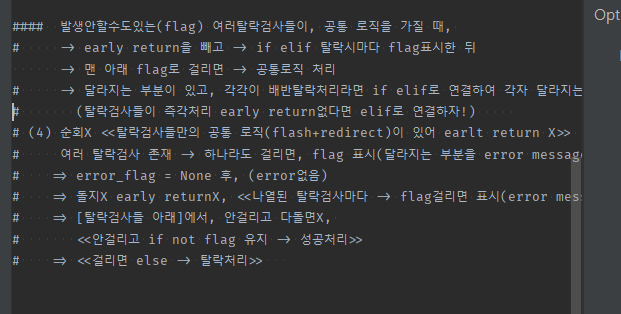 Opt
#### 발생안할수도있는(flag) 여러탈락검사들이, 공통 로직을 가질 때,
# -> early return을 빼고 -> if elif 탈락시마다 flag표시한 뒤
-> 맨 아래 flag로 걸리면 -> 공통로직 처리
# -> 달라지는 부분이 있고, 각각이 배반탈락처리라면 if elif로 연결하여 각자 달라지는
# (탈락검사들이 즉각처리 early return없다면 elif로 연결하자!)
# (4) 순회X <<탈락검사들만의 공통 로직(flash+redirect)이 있어 earlt return X>>
# 여러 탈락검사 존재 -> 하나라도 걸리면, flag 표시(달라지는 부분을 error messag
# => error_flag = None 후, (error없음)
# => 돌지X early returnX, <<나열된 탈락검사마다 -> flag걸리면 표시(error mes
# => [탈락검사들 아래]에서, 안걸리고 다돌면X,
# <<안걸리고 if not flag 유지 -> 성공처리>>
# => <<걸리면 else -> 탈락처리>>